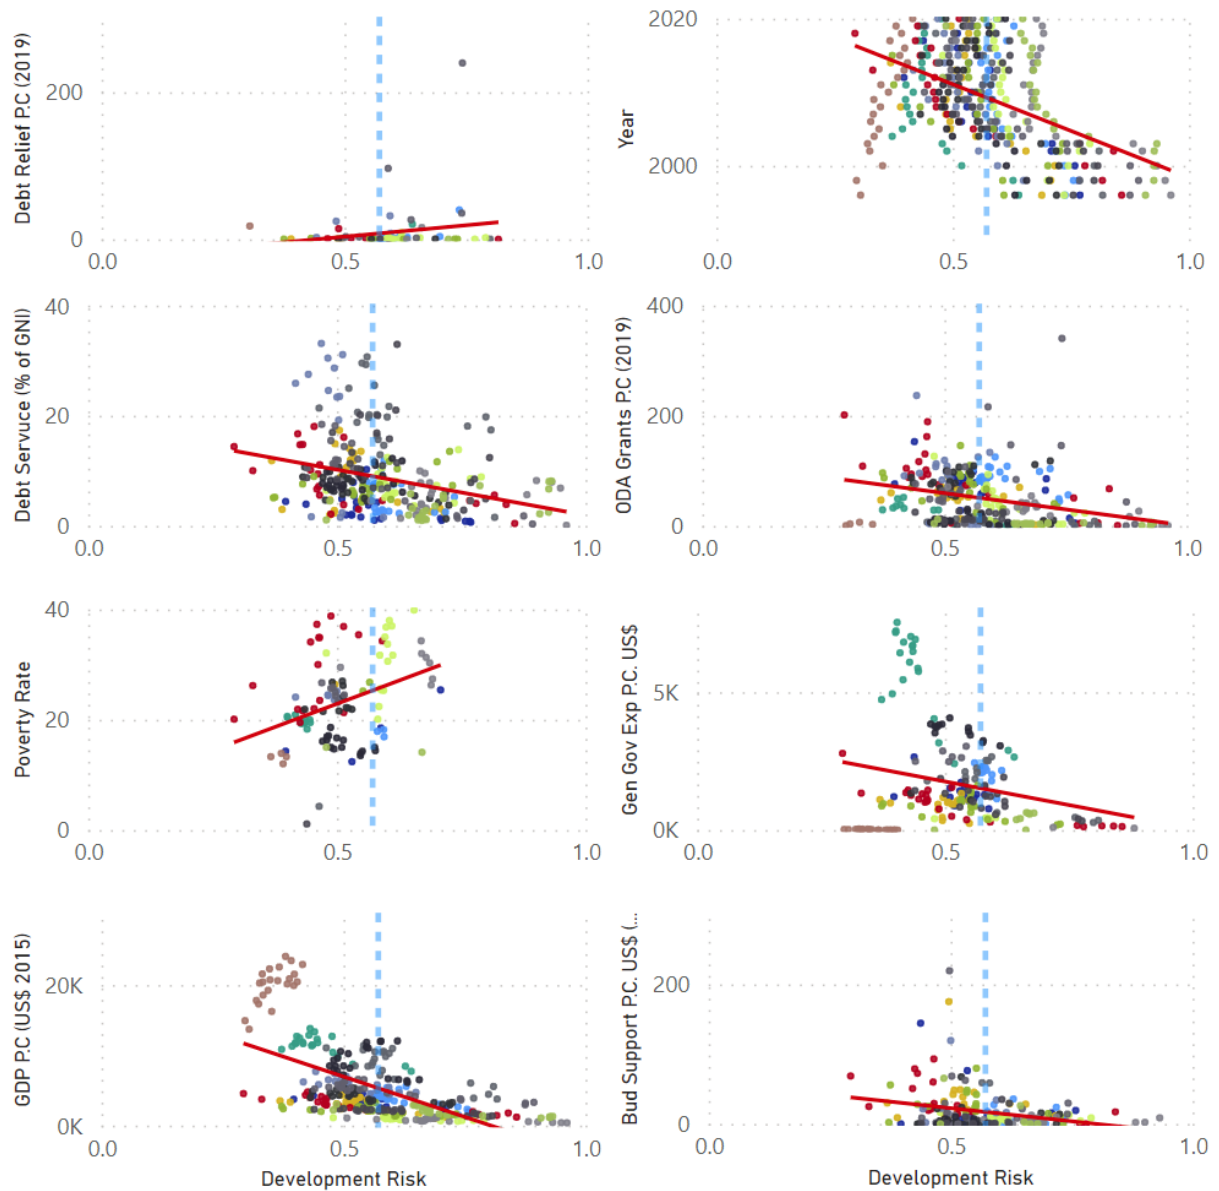 Debt Relief P.C (2019)
200
0
0.0 0.5 1.0
Year
2020
2000
0.0 0.5 1.0
Debt Servuce (% of GNI)
40
20
0
0.0 0.5 1.0
ODA Grants P.C (2019)
400
200
0
0.0 0.5 1.0
Poverty Rate
40
20
0
0.0 0.5 1.0
Gen Gov Exp P.C. US$
5K
0K
0.0 0.5 1.0
GDP P.C (US$ 2015)
20K
0K
0.0 0.5 1.0
Development Risk
Bud Support P.C. US$ (...
200
0
0.0 0.5 1.0
Development Risk